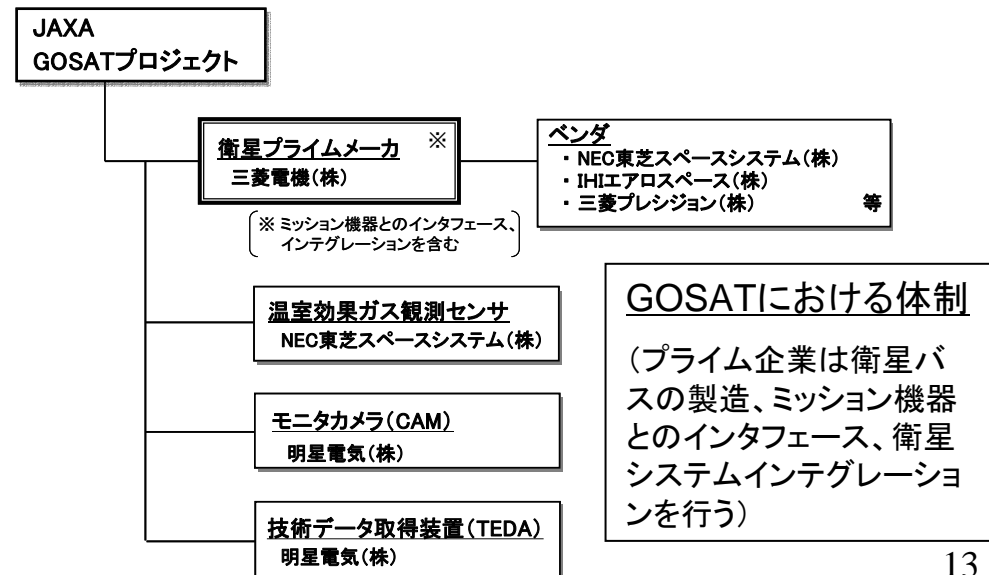 JAXA
GOSATプロジェクト
衛星プライムメーカ ※
三菱電機(株)
ベンダ
・ NEC東芝スペースシステム(株)
・ IHIエアロスペース(株)
・ 三菱プレシジョン(株) 等
※ ミッション機器とのインタフェース、
インテグレーションを含む
温室効果ガス観測センサ
NEC東芝スペースシステム(株)
モニタカメラ(CAM)
明星電気(株)
技術データ取得装置(TEDA)
明星電気(株)
GOSATにおける体制
(プライム企業は衛星バ
スの製造、ミッション機器
とのインタフェース、衛星
システムインテグレーショ
ンを行う)
13